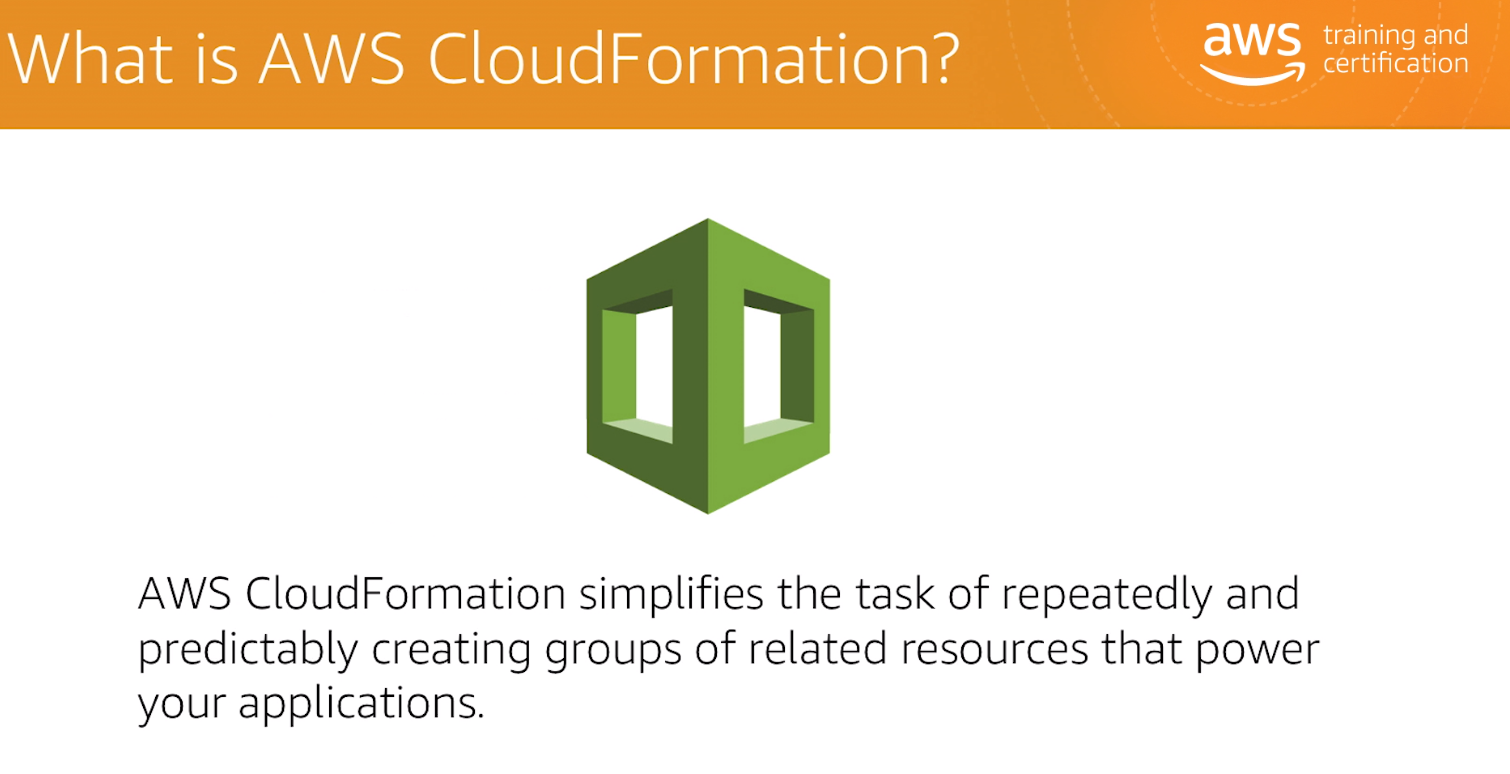 What is AWS CloudFormation?
aws
training and
certification
AWS CloudFormation simplifies the task of repeatedly and
predictably creating groups of related resources that power
your applications.